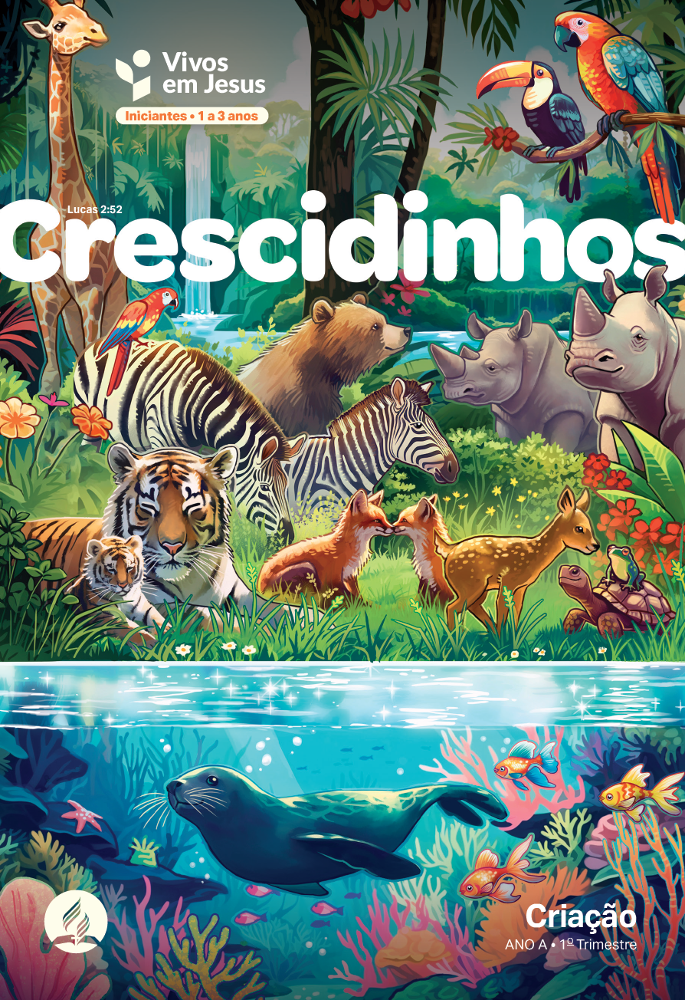 Vivos
em Jesus
Iniciantes • 1 a 3 anos
Lucas 2:52
Crescidinhos
Criação
ANO A • 1º Trimestre